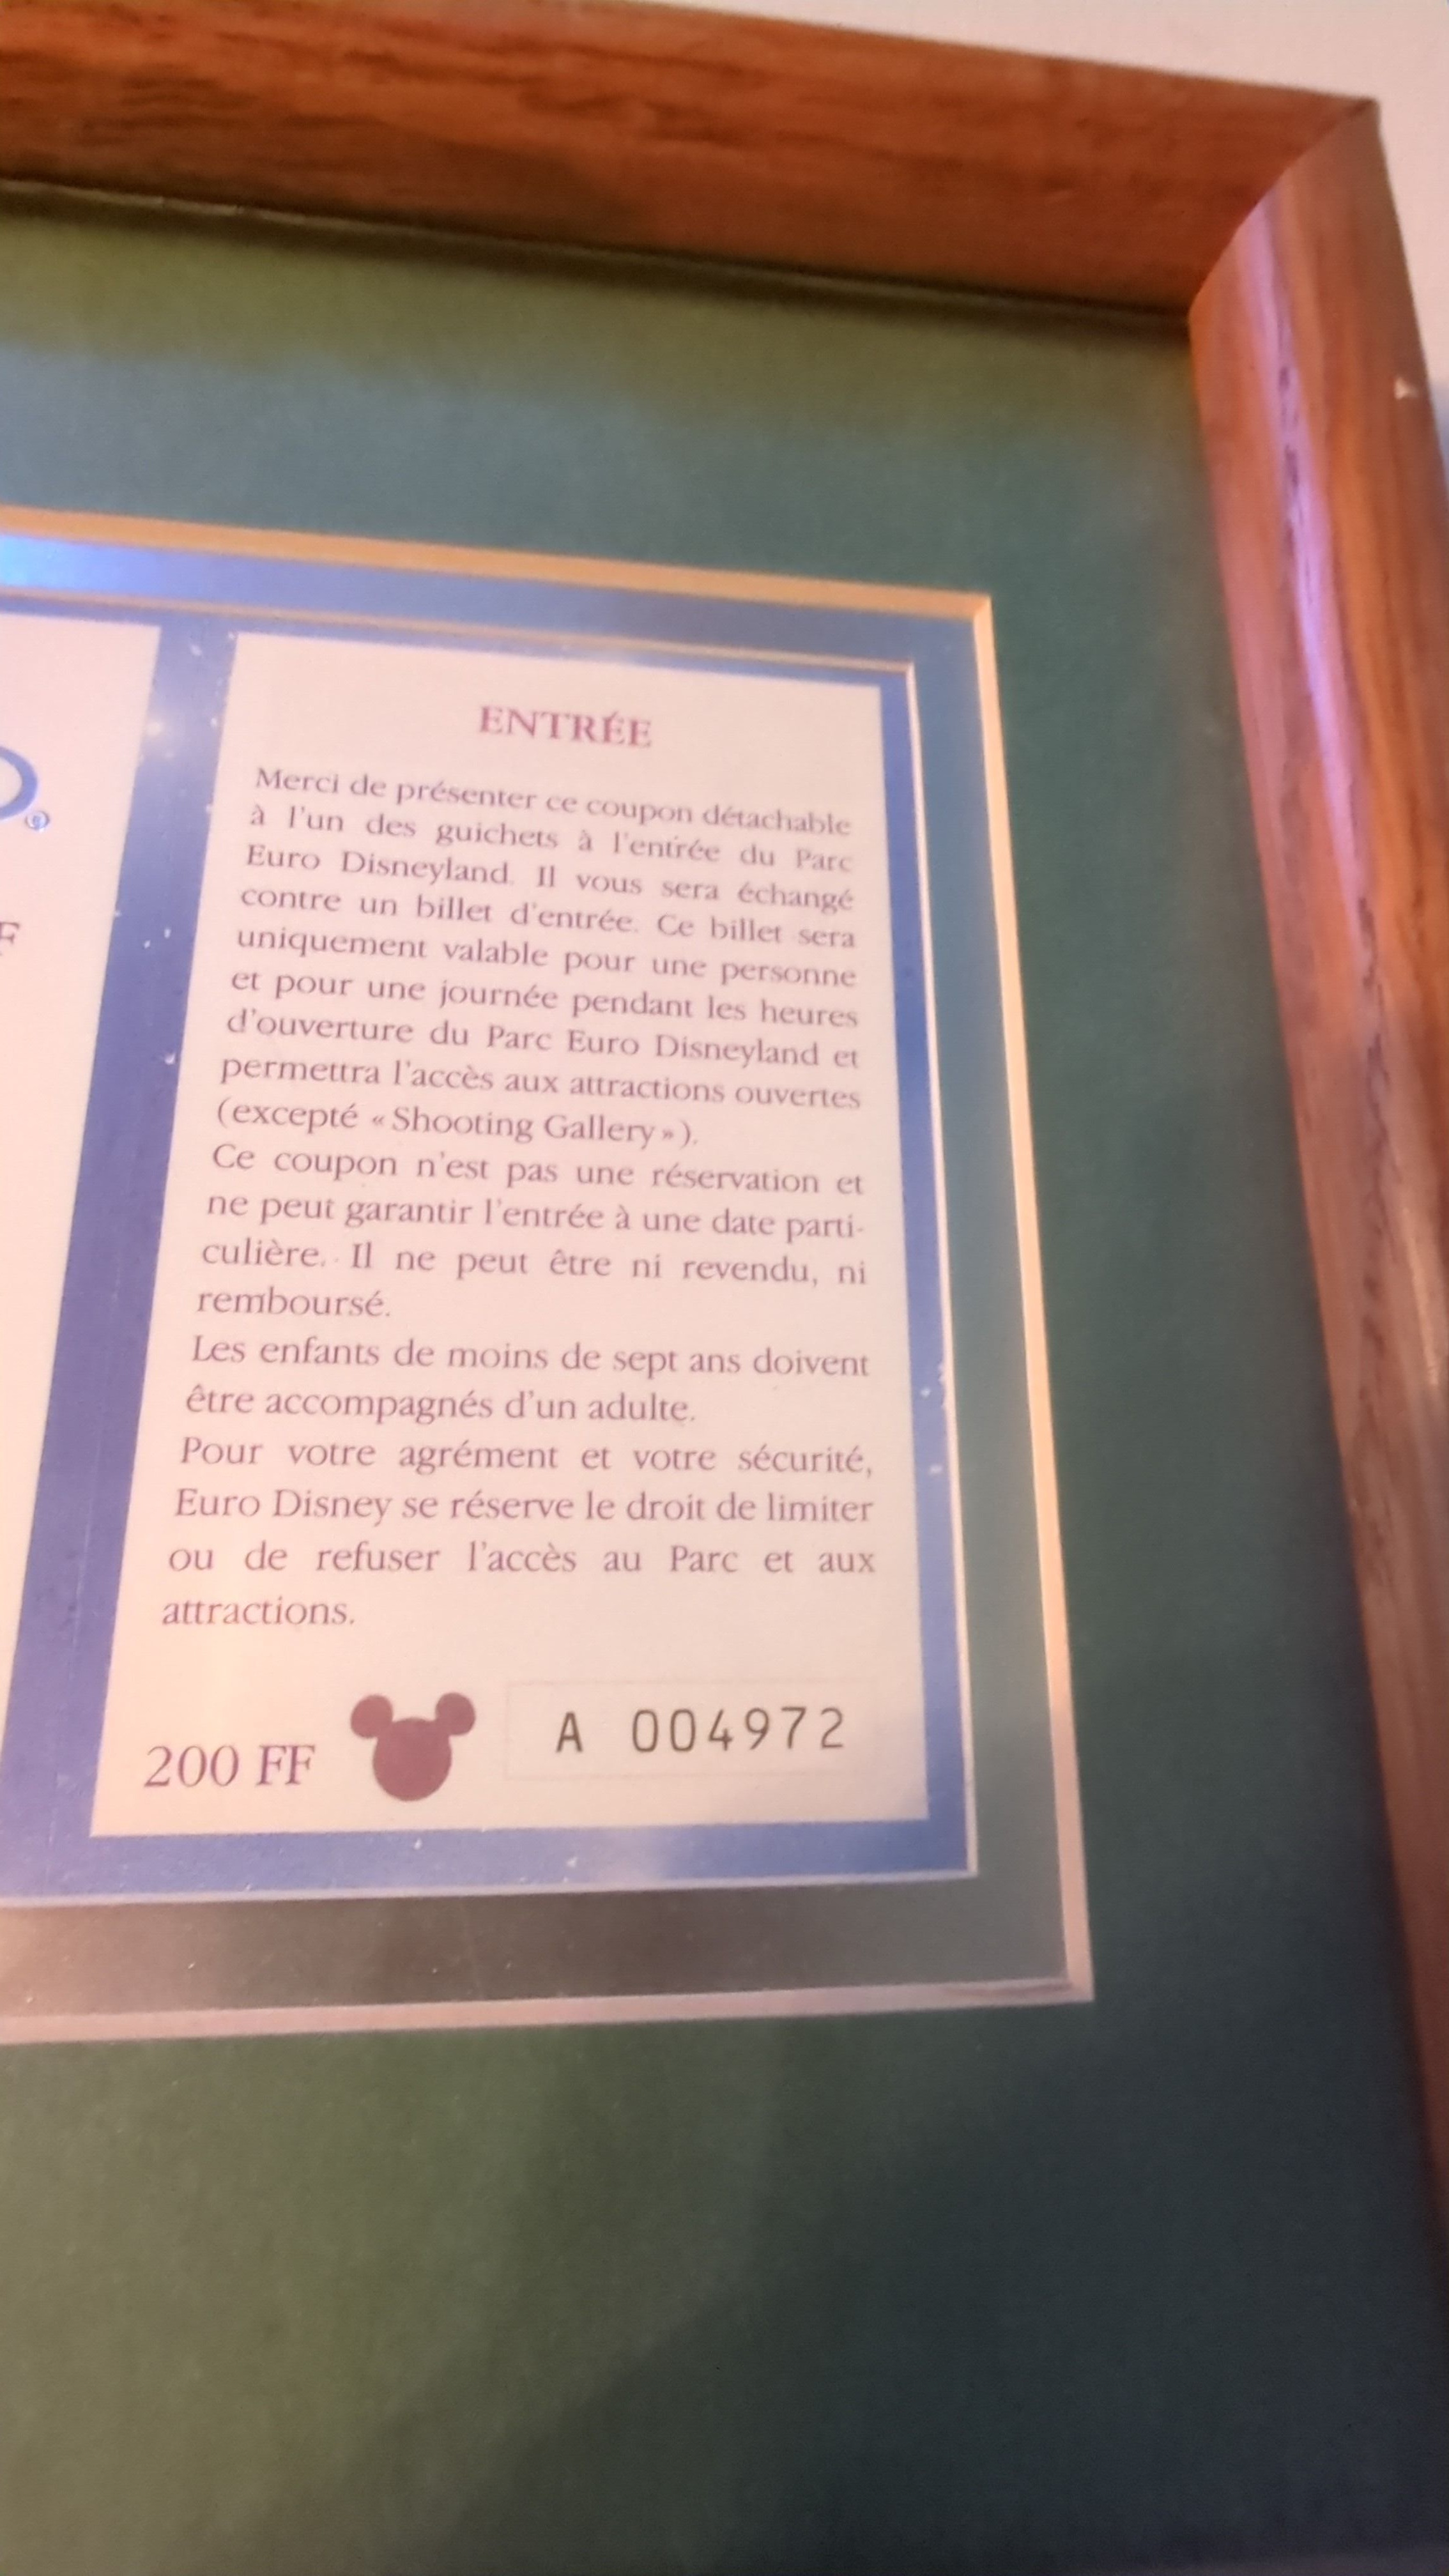 ENTRÉE
Merci de présenter ce coupon détachable
à l'un des guichets à l'entrée du Parc
Euro Disneyland. Il vous sera échangé
contre un billet d'entrée. Ce billet sera
uniquement valable pour une personne
et pour une journée pendant les heures
d'ouverture du Parc Euro Disneyland et
permettra l'accès aux attractions ouvertes
(excepté « Shooting Gallery »).
Ce coupon n'est pas une réservation et
ne peut garantir l'entrée à une date parti-
culière. Il ne peut être ni revendu, ni
remboursé.
Les enfants de moins de sept ans doivent
être accompagnés d'un adulte.
Pour votre agrément et votre sécurité,
Euro Disney se réserve le droit de limiter
ou de refuser l'accès au Parc et aux
attractions.
200 FF
A 004972